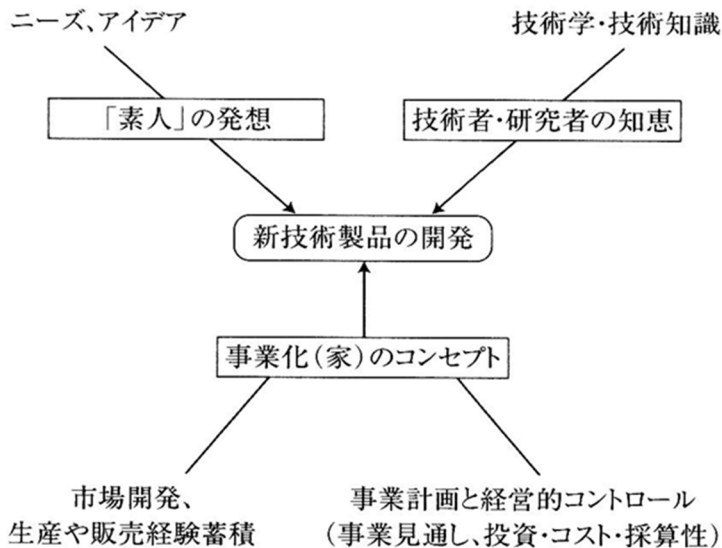 ニーズ、アイデア
技術学・技術知識
「素人」の発想
技術者・研究者の知恵
新技術製品の開発
事業化(家)のコンセプト
市場開発、
生産や販売経験蓄積
事業計画と経営的コントロール
(事業見通し、投資・コスト・採算性)